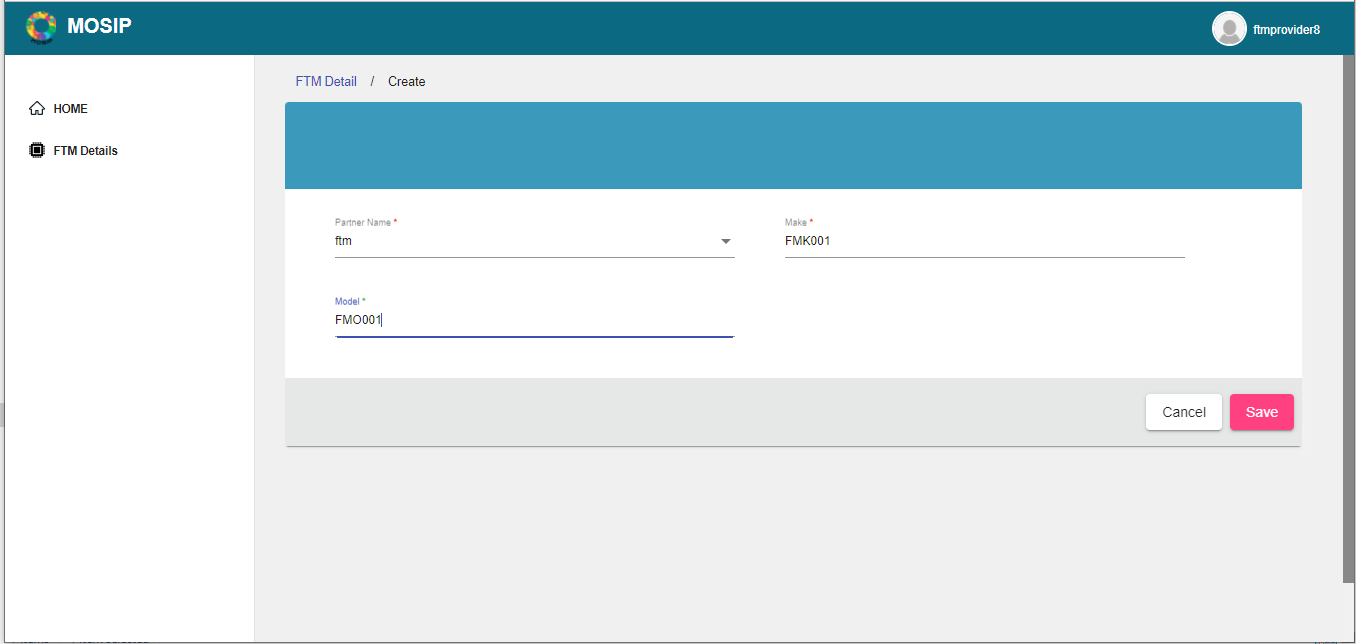 MOSIP
ftmprovider8
HOME
FTM Details
FTM Detail / Create
Partner Name *
ftm
Make *
FMK001
Model *
FMO001
Cancel
Save